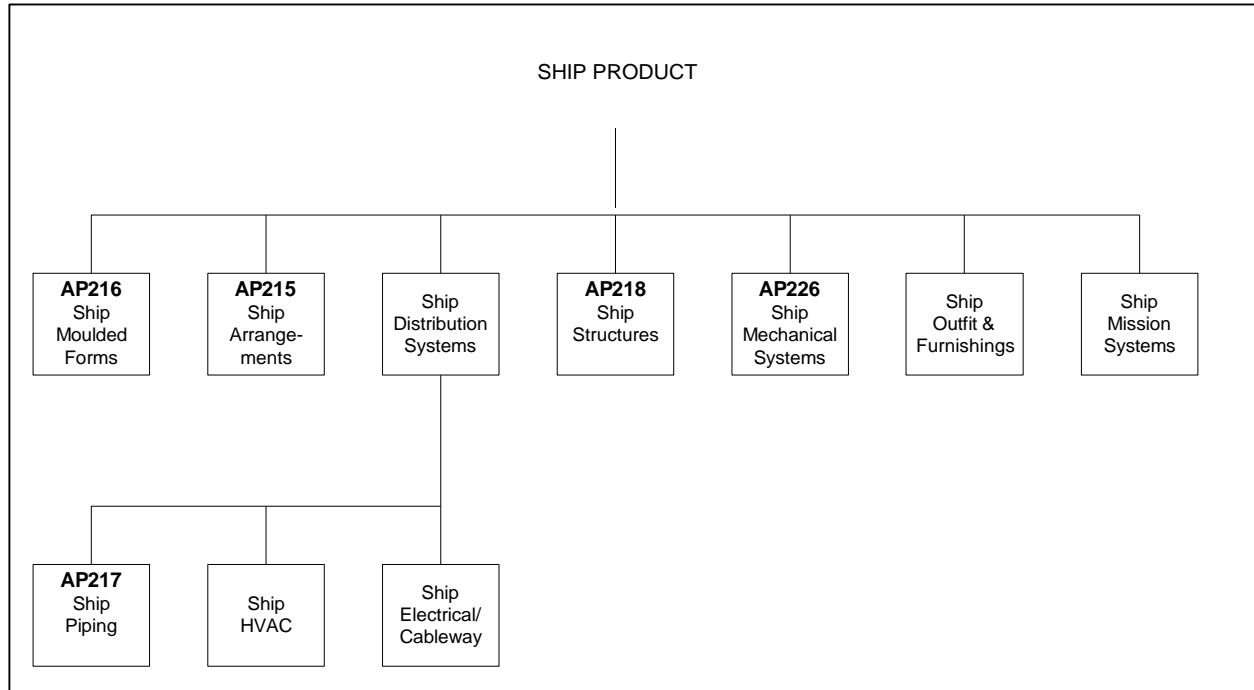 SHIP PRODUCT
AP216
Ship
Moulded
Forms
AP215
Ship
Arrange-
ments
Ship
Distribution
Systems
AP218
Ship
Structures
AP226
Ship
Mechanical
Systems
Ship
Outfit &
Furnishings
Ship
Mission
Systems
AP217
Ship
Piping
Ship
HVAC
Ship
Electrical/
Cableway